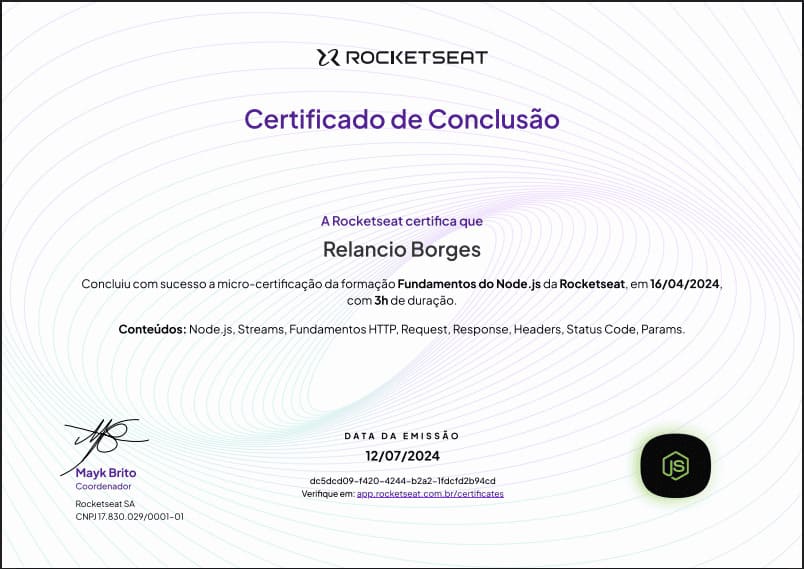 ROCKETSEAT
Certificado de Conclusão
A Rocketseat certifica que
Relancio Borges
Concluiu com sucesso a micro-certificação da formação Fundamentos do Node.js da Rocketseat, em 16/04/2024,
com 3h de duração.
Conteúdos: Node.js, Streams, Fundamentos HTTP, Request, Response, Headers, Status Code, Params.
Mayk Brito
Coordenador
Rocketseat SA
CNPJ 17.830.029/0001-01
DATA DA EMISSÃO
12/07/2024
dc5dcd09-f420-4244-b2a2-1fdcfd2b94cd
Verifique em: app.rocketseat.com.br/certificates
JS